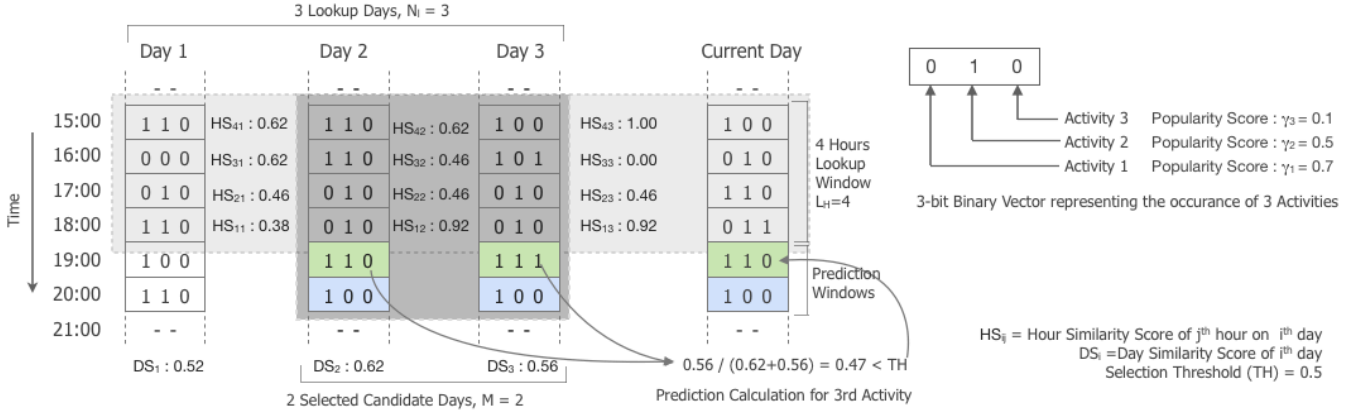 3 Lookup Days, Nₗ = 3
Day 1 Day 2 Day 3 Current Day
- - - - - - - -
15:00 1 1 0 HS₄₁ : 0.62 1 1 0 HS₄₂ : 0.62 1 0 0 HS₄₃ : 1.00 1 0 0
16:00 0 0 0 HS₃₁ : 0.62 1 1 0 HS₃₂ : 0.46 1 0 1 HS₃₃ : 0.00 0 1 0
17:00 0 1 0 HS₂₁ : 0.46 0 1 0 HS₂₂ : 0.46 0 1 0 HS₂₃ : 0.46 1 1 0
18:00 1 1 0 HS₁₁ : 0.38 0 1 0 HS₁₂ : 0.92 0 1 0 HS₁₃ : 0.92 0 1 1
19:00 1 0 0 1 1 0 1 1 1 1 1 0
20:00 1 1 0 1 0 0 1 0 0 1 0 0
21:00 - - - - - - - -
Time
4 Hours
Lookup
Window
L_H=4
Prediction
Windows
DS₁ : 0.52 DS₂ : 0.62 DS₃ : 0.56
2 Selected Candidate Days, M = 2
0.56 / (0.62+0.56) = 0.47 < TH
Prediction Calculation for 3rd Activity
0 1 0
Activity 3 Popularity Score : γ₃ = 0.1
Activity 2 Popularity Score : γ₂ = 0.5
Activity 1 Popularity Score : γ₁ = 0.7
3-bit Binary Vector representing the occurance of 3 Activities
HSᵢⱼ = Hour Similarity Score of jᵗʰ hour on iᵗʰ day
DSᵢ =Day Similarity Score of iᵗʰ day
Selection Threshold (TH) = 0.5